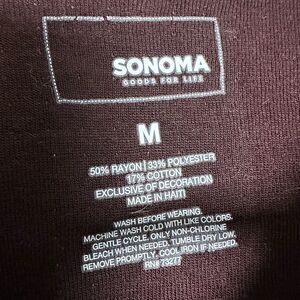 SONOMA
GOODS FOR LIFE
M
50% RAYON | 33% POLYESTER
17% COTTON
EXCLUSIVE OF DECORATION
MADE IN HAITI
WASH BEFORE WEARING.
MACHINE WASH COLD WITH LIKE COLORS.
GENTLE CYCLE. ONLY NON-CHLORINE
BLEACH WHEN NEEDED. TUMBLE DRY LOW.
REMOVE PROMPTLY. COOL IRON IF NEEDED.
RN# 73277